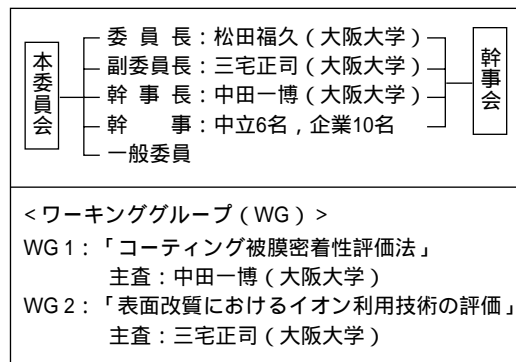 本委員会
委員長：松田福久（大阪大学）
副委員長：三宅正司（大阪大学）
幹事長：中田一博（大阪大学）
幹　事：中立6名，企業10名
一般委員
幹事会
＜ワーキンググループ（WG）＞
WG 1：「コーティング被膜密着性評価法」
主査：中田一博（大阪大学）
WG 2：「表面改質におけるイオン利用技術の評価」
主査：三宅正司（大阪大学）